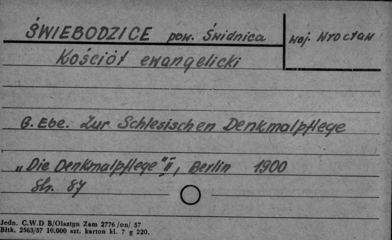 ŚWIEBODZICE pow. Świdnica woj. Wrocław
Kościół ewangelicki
G. Ebe. Zur Schlesischen Denkmalpflege
„Die Denkmalpflege" II, Berlin 1900
str. 87
Jedn. C.W.D B/Olsztyn Zam 2776/on/57
Bltk. 2563/57 10.000 szt. karton kl. 7 g 220.